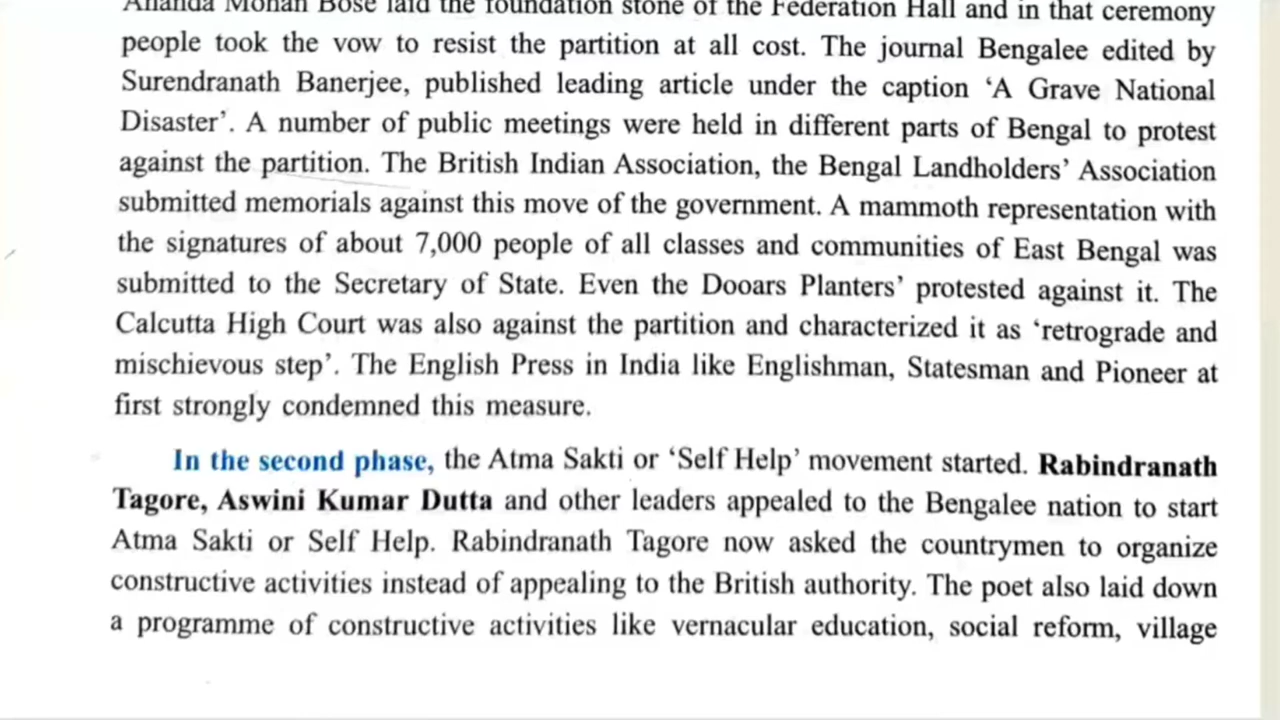 Ananda Mohan Bose laid the foundation stone of the Federation Hall and in that ceremony
people took the vow to resist the partition at all cost. The journal Bengalee edited by
Surendranath Banerjee, published leading article under the caption ‘A Grave National
Disaster’. A number of public meetings were held in different parts of Bengal to protest
against the partition. The British Indian Association, the Bengal Landholders’ Association
submitted memorials against this move of the government. A mammoth representation with
the signatures of about 7,000 people of all classes and communities of East Bengal was
submitted to the Secretary of State. Even the Dooars Planters’ protested against it. The
Calcutta High Court was also against the partition and characterized it as ‘retrograde and
mischievous step’. The English Press in India like Englishman, Statesman and Pioneer at
first strongly condemned this measure.
In the second phase, the Atma Sakti or ‘Self Help’ movement started. Rabindranath
Tagore, Aswini Kumar Dutta and other leaders appealed to the Bengalee nation to start
Atma Sakti or Self Help. Rabindranath Tagore now asked the countrymen to organize
constructive activities instead of appealing to the British authority. The poet also laid down
a programme of constructive activities like vernacular education, social reform, village